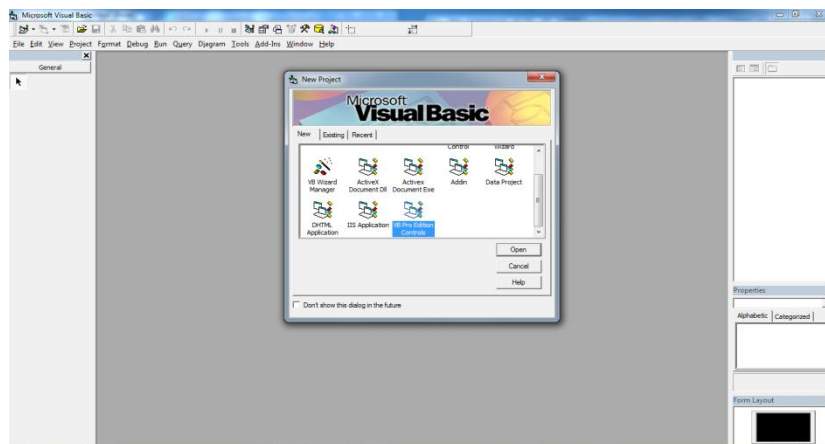 Microsoft Visual Basic
File Edit View Project Format Debug Run Query Diagram Tools Add-Ins Window Help
General
New Project
Microsoft
Visual Basic
New Existing Recent
Control Wizard
VB Wizard Manager
ActiveX Document Dll
Activex Document Exe
Addin
Data Project
DHTML Application
IIS Application
VB Pro Edition Controls
Open
Cancel
Help
Don't show this dialog in the future
Properties
Alphabetic Categorized
Form Layout